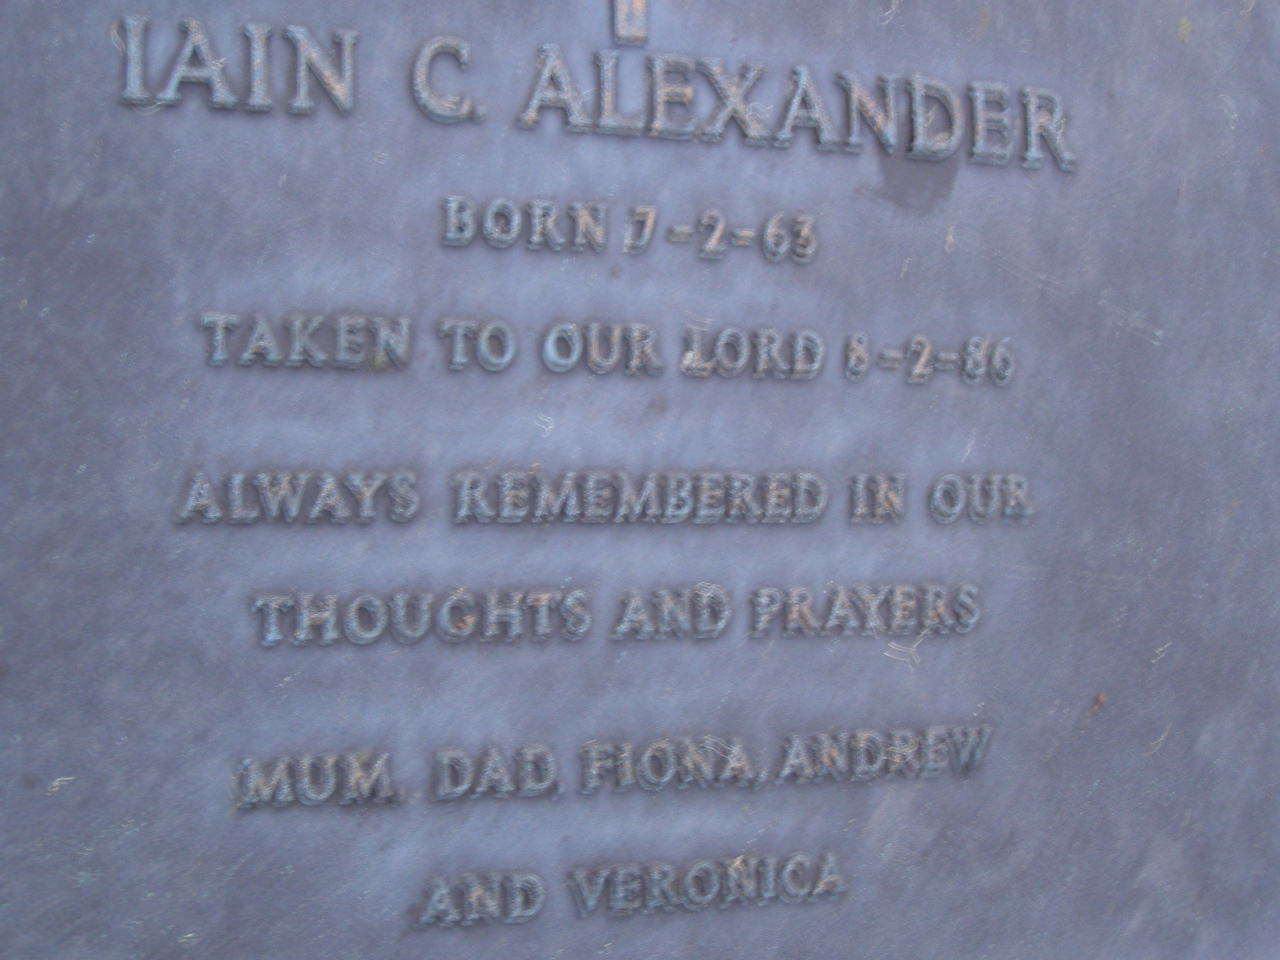 IAIN C. ALEXANDER
BORN 7-2-63
TAKEN TO OUR LORD 8-2-86
ALWAYS REMEMBERED IN OUR
THOUGHTS AND PRAYERS
MUM, DAD, FIONA, ANDREW
AND VERONICA